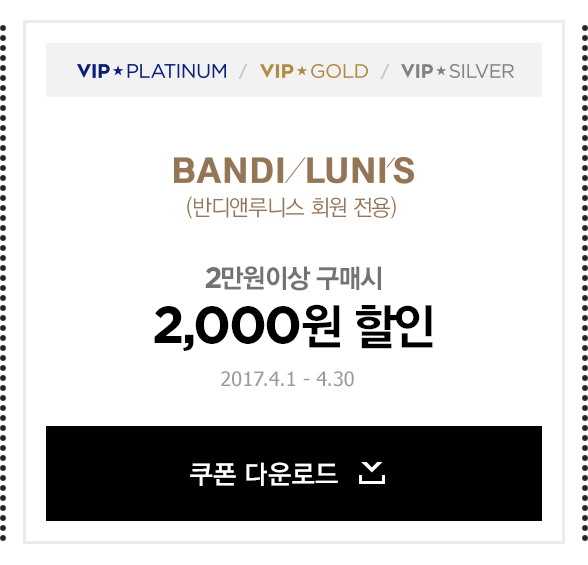 VIP★PLATINUM / VIP★GOLD / VIP★SILVER
BANDI/LUNI'S
(반디앤루니스 회원 전용)
2만원이상 구매시
2,000원 할인
2017.4.1 - 4.30
쿠폰 다운로드